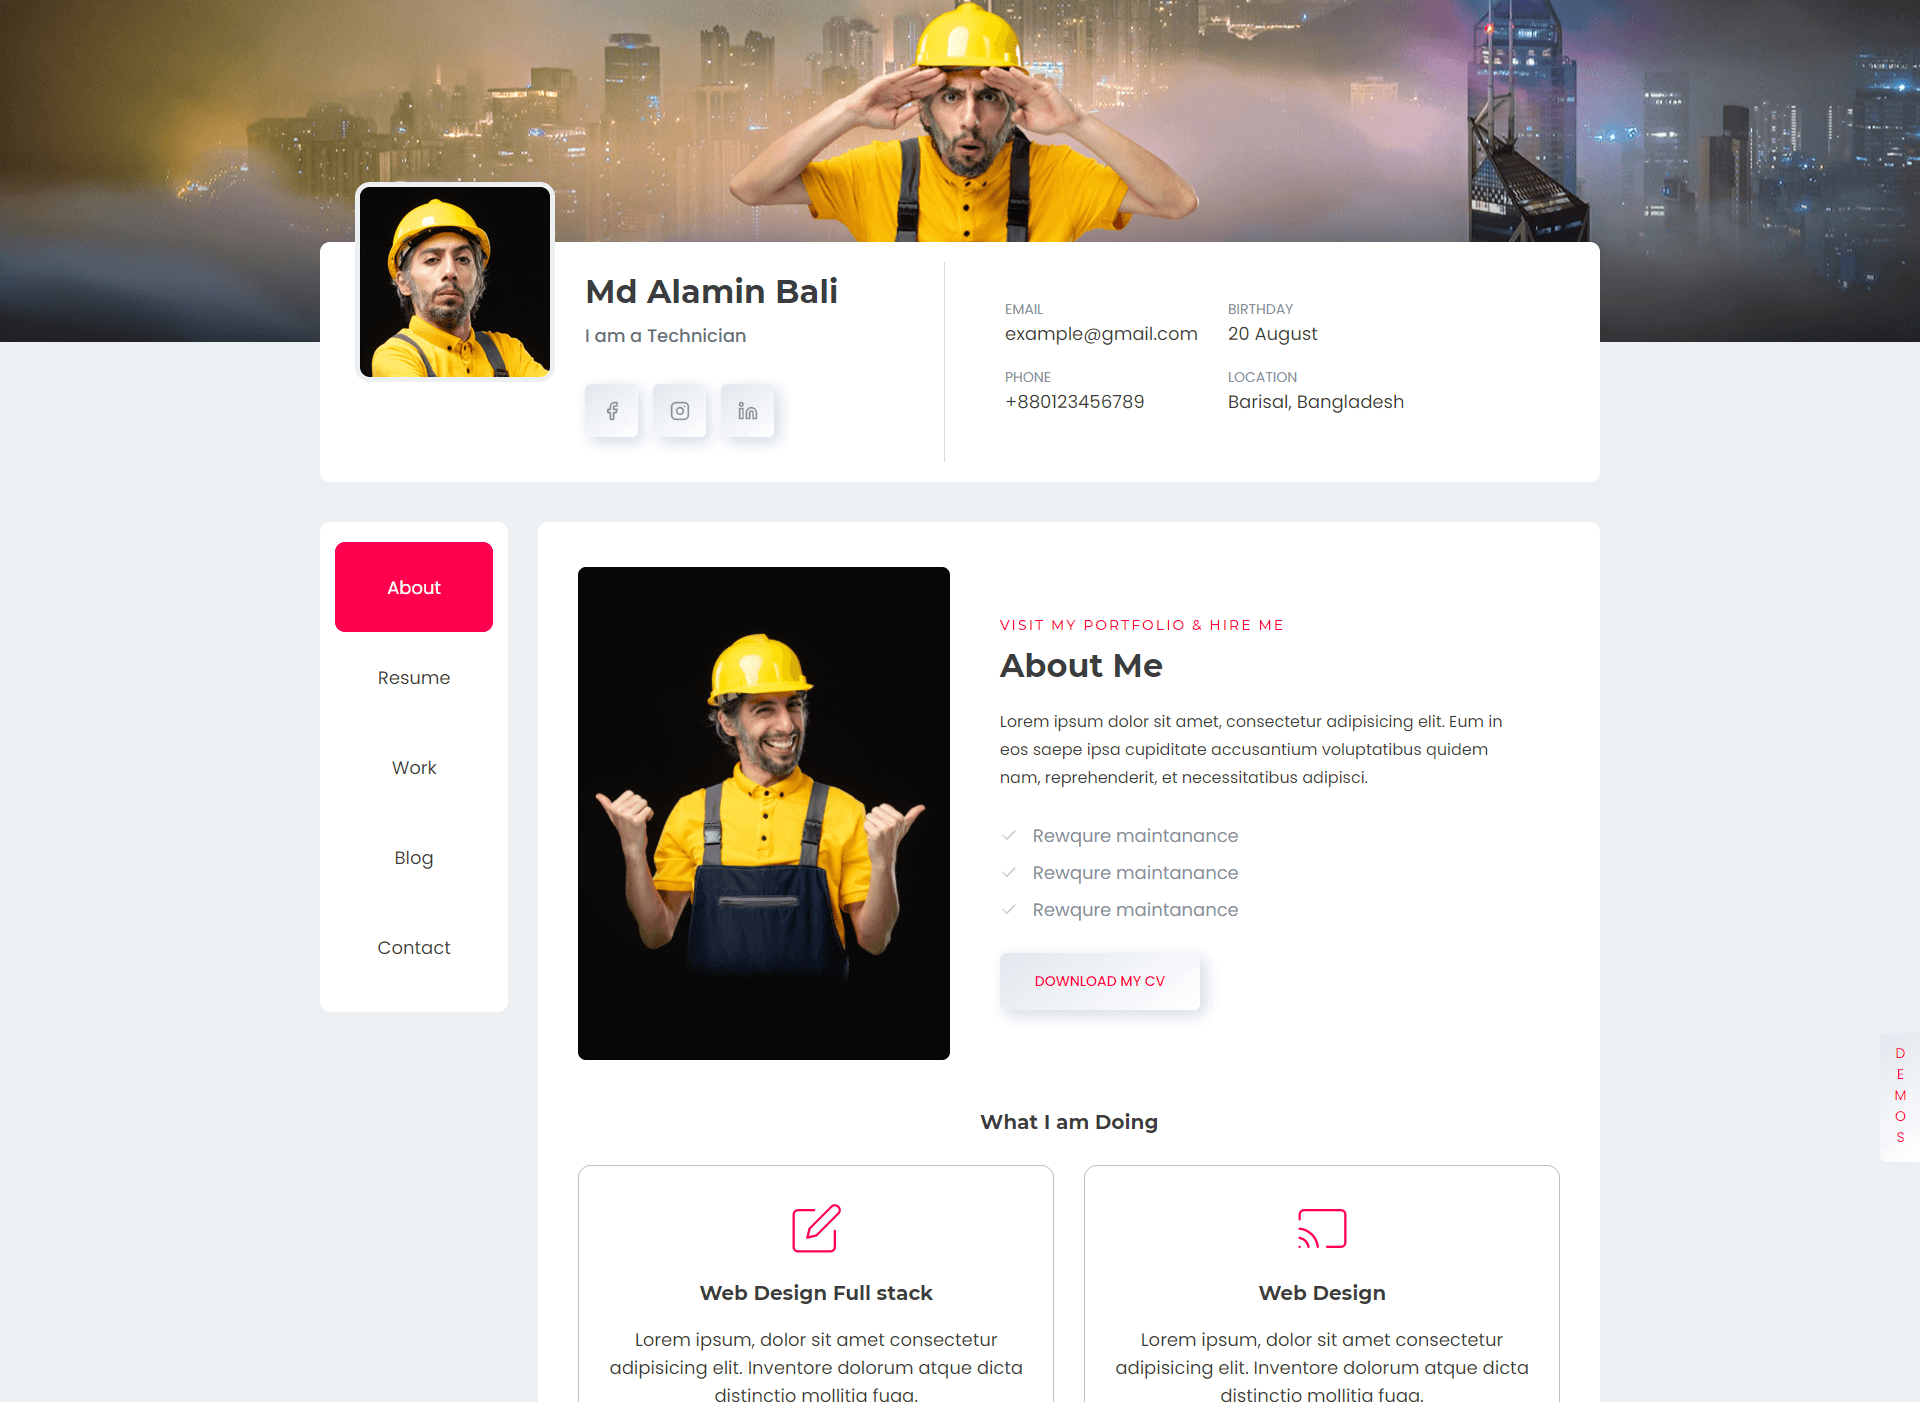 Md Alamin Bali
I am a Technician
EMAIL
example@gmail.com
BIRTHDAY
20 August
PHONE
+880123456789
LOCATION
Barisal, Bangladesh
About
Resume
Work
Blog
Contact
VISIT MY PORTFOLIO & HIRE ME
About Me
Lorem ipsum dolor sit amet, consectetur adipisicing elit. Eum in
eos saepe ipsa cupiditate accusantium voluptatibus quidem
nam, reprehenderit, et necessitatibus adipisci.
Rewqure maintanance
Rewqure maintanance
Rewqure maintanance
DOWNLOAD MY CV
DEMOS
What I am Doing
Web Design Full stack
Lorem ipsum, dolor sit amet consectetur
adipisicing elit. Inventore dolorum atque dicta
distinctio mollitia fuga.
Web Design
Lorem ipsum, dolor sit amet consectetur
adipisicing elit. Inventore dolorum atque dicta
distinctio mollitia fuga.